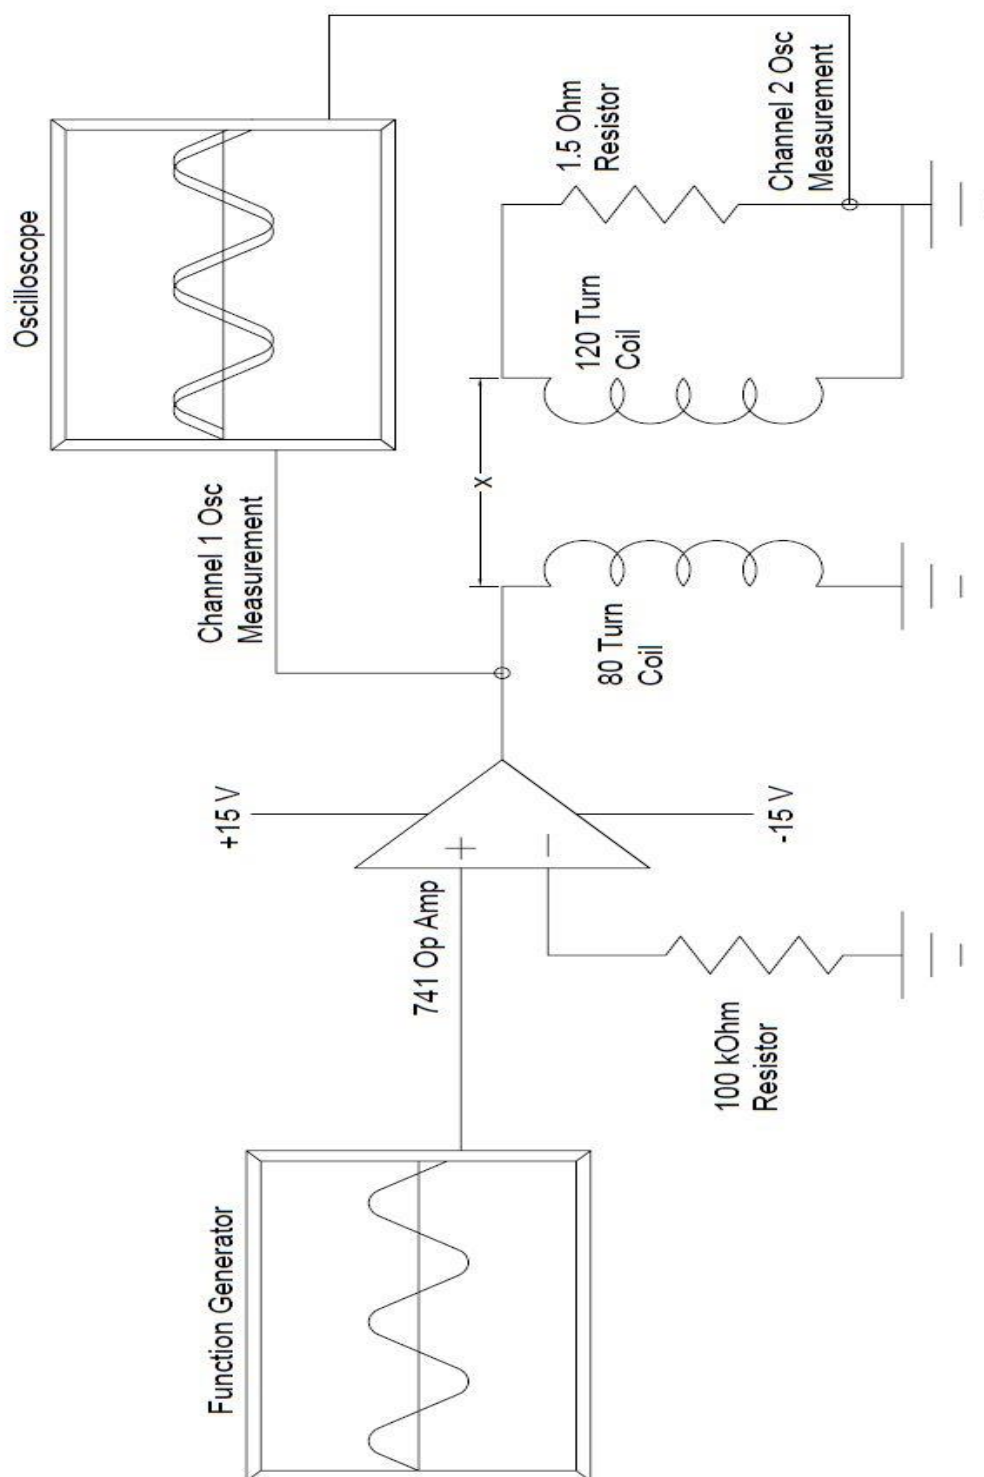 Function Generator
741 Op Amp
100 kOhm
Resistor
+15 V
-15 V
Channel 1 Osc
Measurement
80 Turn
Coil
X
120 Turn
Coil
Oscilloscope
1.5 Ohm
Resistor
Channel 2 Osc
Measurement